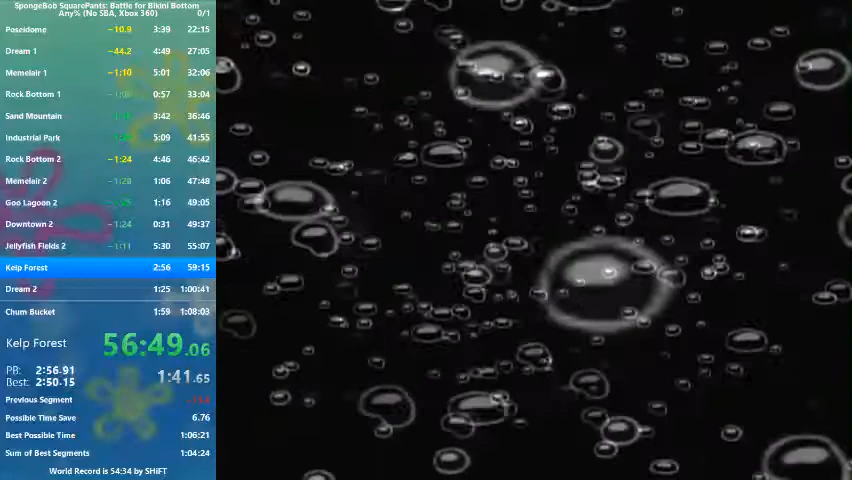 SpongeBob SquarePants: Battle for Bikini Bottom
Any% (No SBA, Xbox 360) 0/1
Poseidome −10.9 3:39 22:15
Dream 1 −44.2 4:49 27:05
Memelair 1 −1:10 5:01 32:06
Rock Bottom 1 0:57 33:04
Sand Mountain 3:42 36:46
Industrial Park 5:09 41:55
Rock Bottom 2 −1:24 4:46 46:42
Memelair 2 1:06 47:48
Goo Lagoon 2 1:16 49:05
Downtown 2 −1:24 0:31 49:37
Jellyfish Fields 2 −1:11 5:30 55:07
Kelp Forest 2:56 59:15
Dream 2 1:25 1:00:41
Chum Bucket 1:59 1:08:03
Kelp Forest 56:49.06
PB: 2:56.91
Best: 2:50.15 1:41.65
Previous Segment
Possible Time Save 6.76
Best Possible Time 1:06:21
Sum of Best Segments 1:04:24
World Record is 54:34 by SHiFT